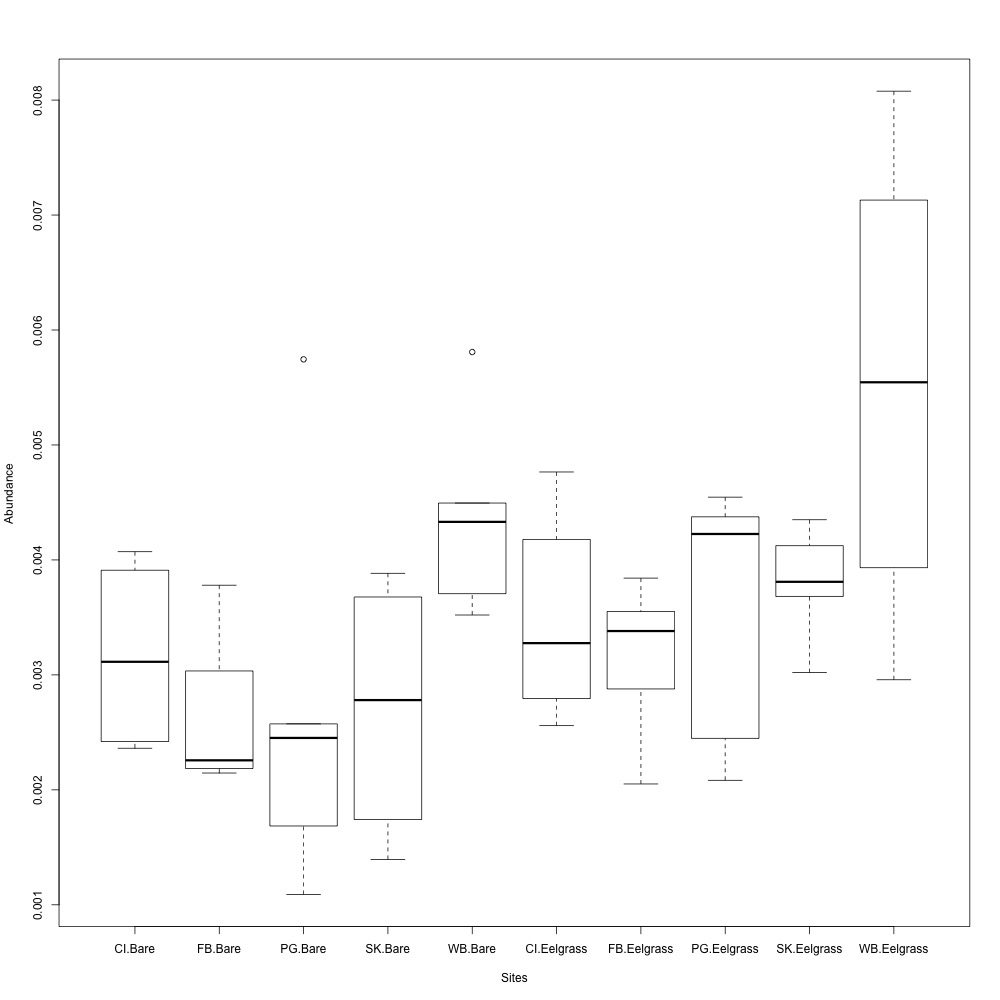 Abundance
0.008
0.007
0.006
0.005
0.004
0.003
0.002
0.001
CI.Bare FB.Bare PG.Bare SK.Bare WB.Bare CI.Eelgrass FB.Eelgrass PG.Eelgrass SK.Eelgrass WB.Eelgrass
Sites